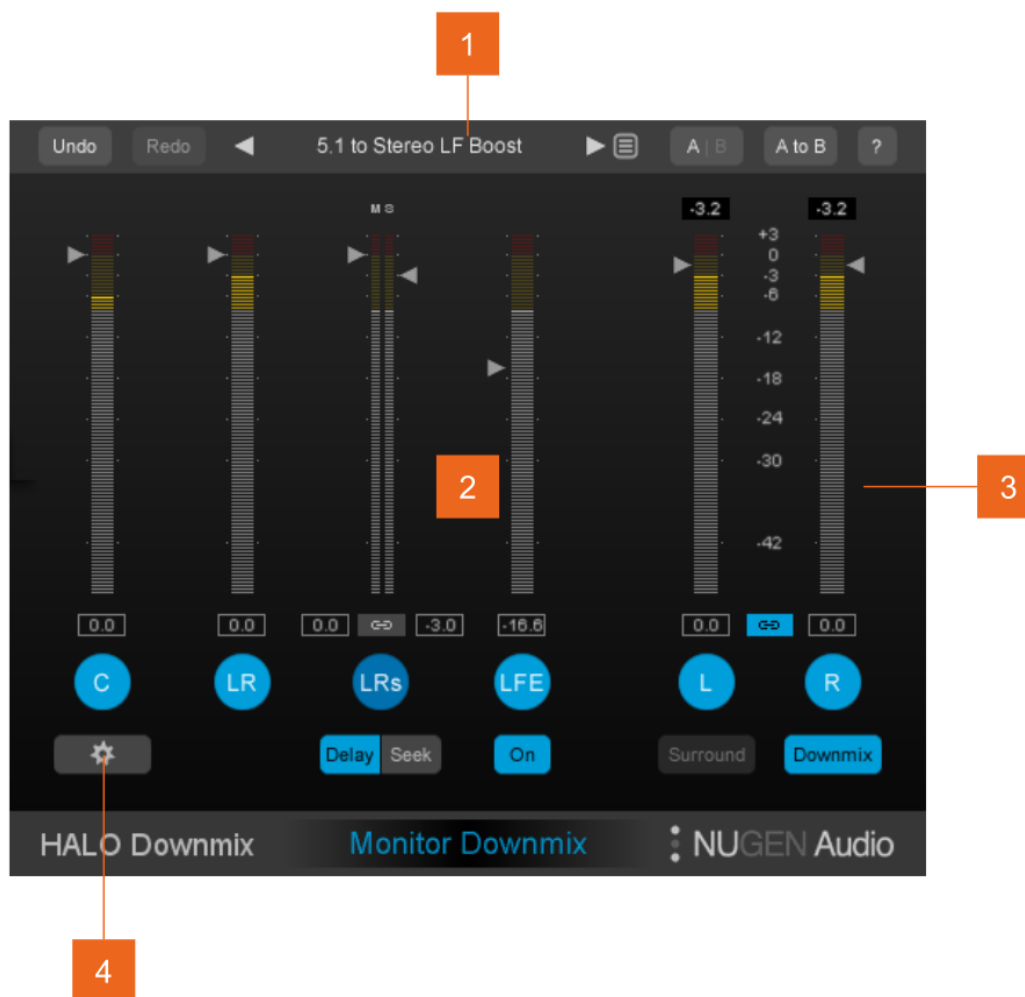 1
Undo Redo 5.1 to Stereo LF Boost A | B A to B ?
M S -3.2 -3.2
+3
0
-3
-6
-12
-18
-24
-30
2 3
-42
0.0 0.0 0.0 -3.0 -16.6 0.0 0.0
C LR LRs LFE L R
Delay Seek On Surround Downmix
HALO Downmix Monitor Downmix NUGEN Audio
4